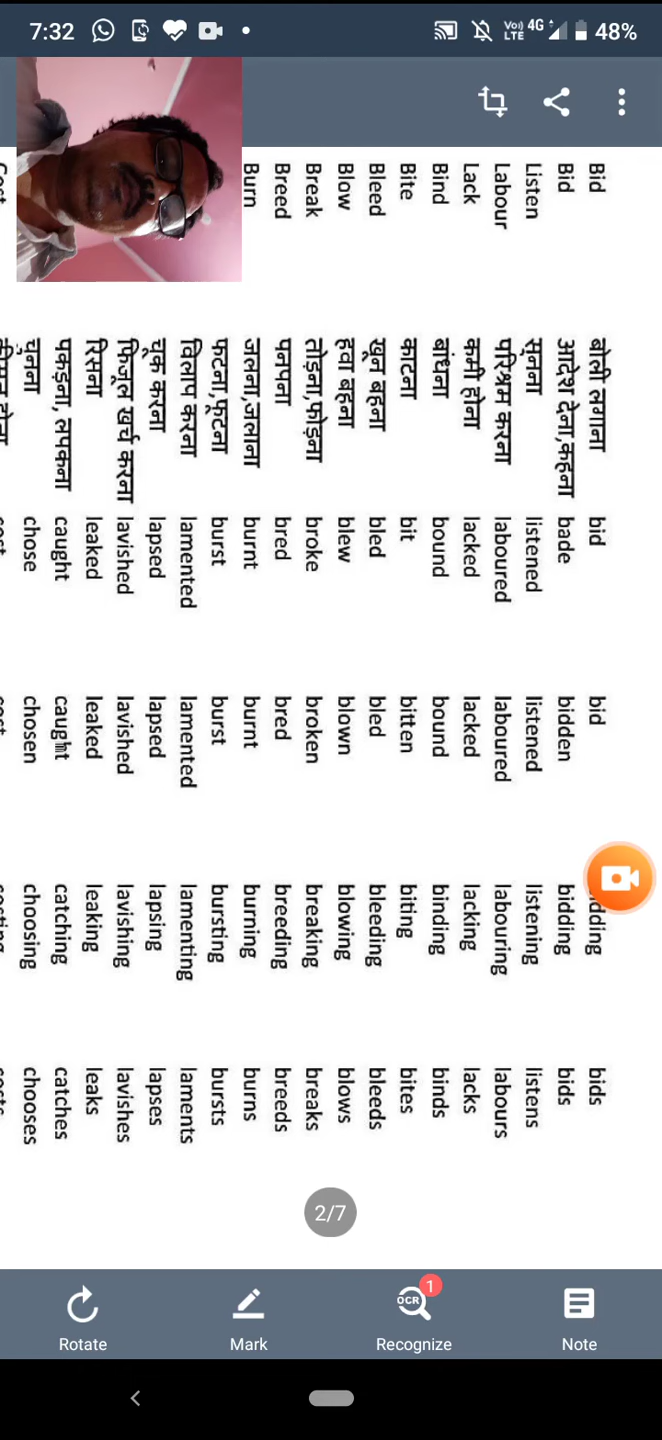 7:32
Vo)) LTE 4G 48%
Bid बोली लगाना bid bid dding bids
Bid आदेश देना,कहना bade bidden bidding bids
Listen सुनना listened listened listening listens
Labour परिश्रम करना laboured laboured labouring labours
Lack कमी होना lacked lacked lacking lacks
Bind बांधना bound bound binding binds
Bite काटना bit bitten biting bites
Bleed खून बहना bled bled bleeding bleeds
Blow हवा बहना blew blown blowing blows
Break तोड़ना,फोड़ना broke broken breaking breaks
Breed पनपना bred bred breeding breeds
Burn जलना,जलाना burnt burnt burning burns
फटना,फूटना burst burst bursting bursts
विलाप करना lamented lamented lamenting laments
चूक करना lapsed lapsed lapsing lapses
फिजूल खर्च करना lavished lavished lavishing lavishes
रिसना leaked leaked leaking leaks
पकड़ना, लपकना caught caught catching catches
चुनना chose chosen choosing chooses
2/7
OCR 1
Rotate Mark Recognize Note